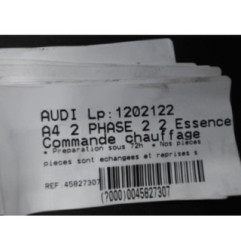 AUDI Lp:1202122
A4 2 PHASE 2 2 Essence
Commande chauffage
* Preparation sous 72h * Nos pieces
pieces sont echangees et reprises s
REF.45827307
(7000)0045827307